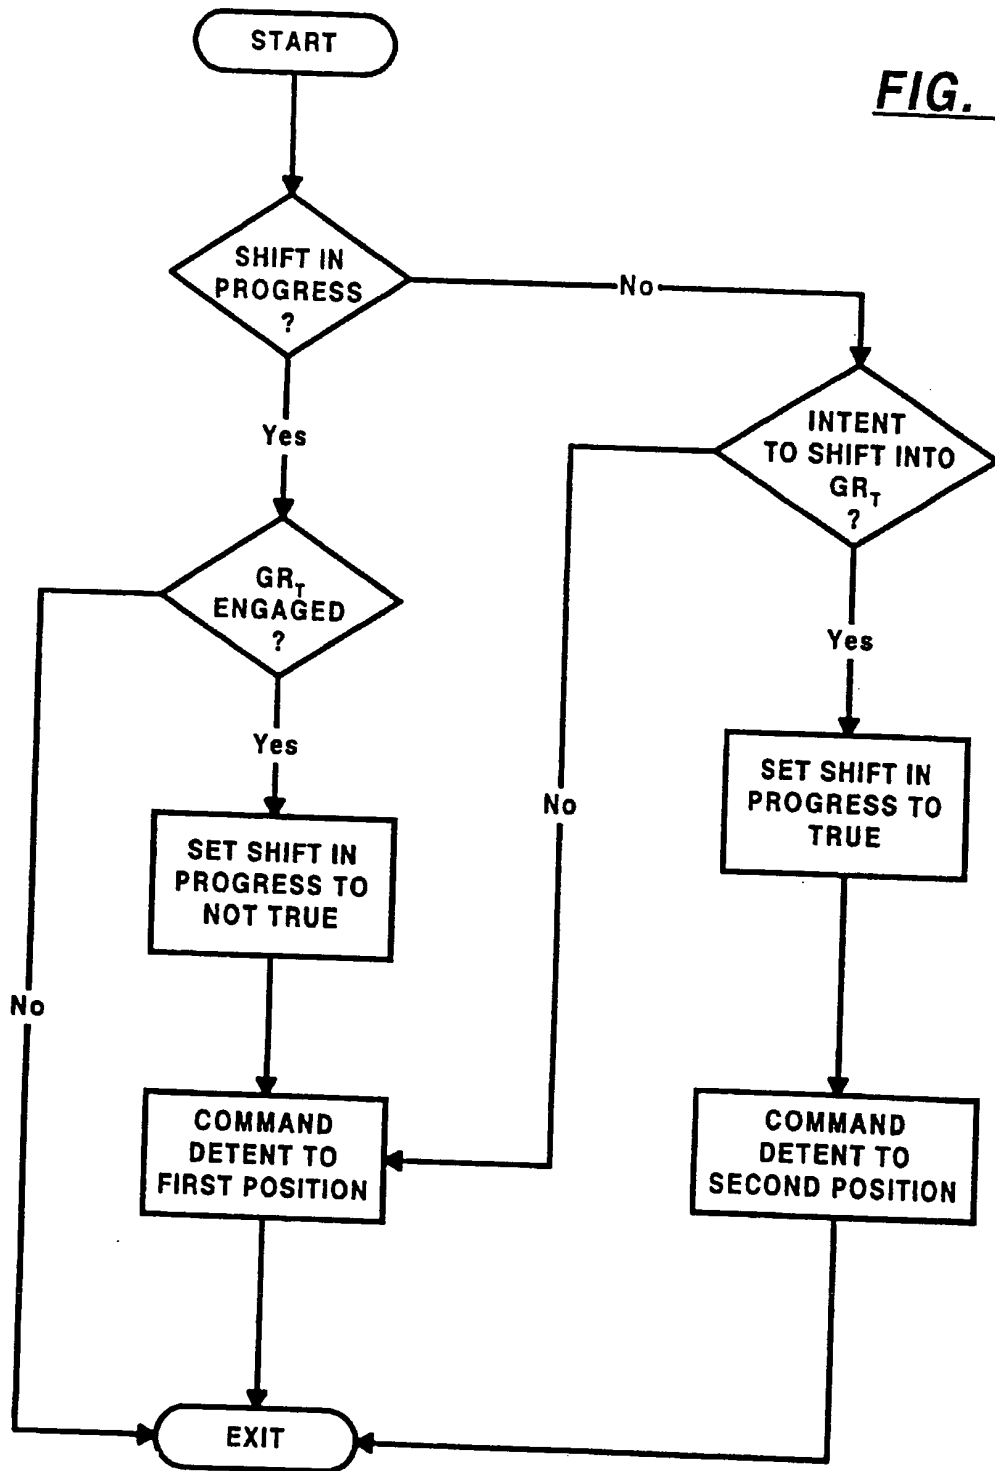 START
FIG.
SHIFT IN
PROGRESS
?
No
Yes
INTENT
TO SHIFT INTO
GR_T
?
GR_T
ENGAGED
?
Yes
Yes
SET SHIFT IN
PROGRESS TO
TRUE
No
SET SHIFT IN
PROGRESS TO
NOT TRUE
No
COMMAND
DETENT TO
FIRST POSITION
COMMAND
DETENT TO
SECOND POSITION
EXIT